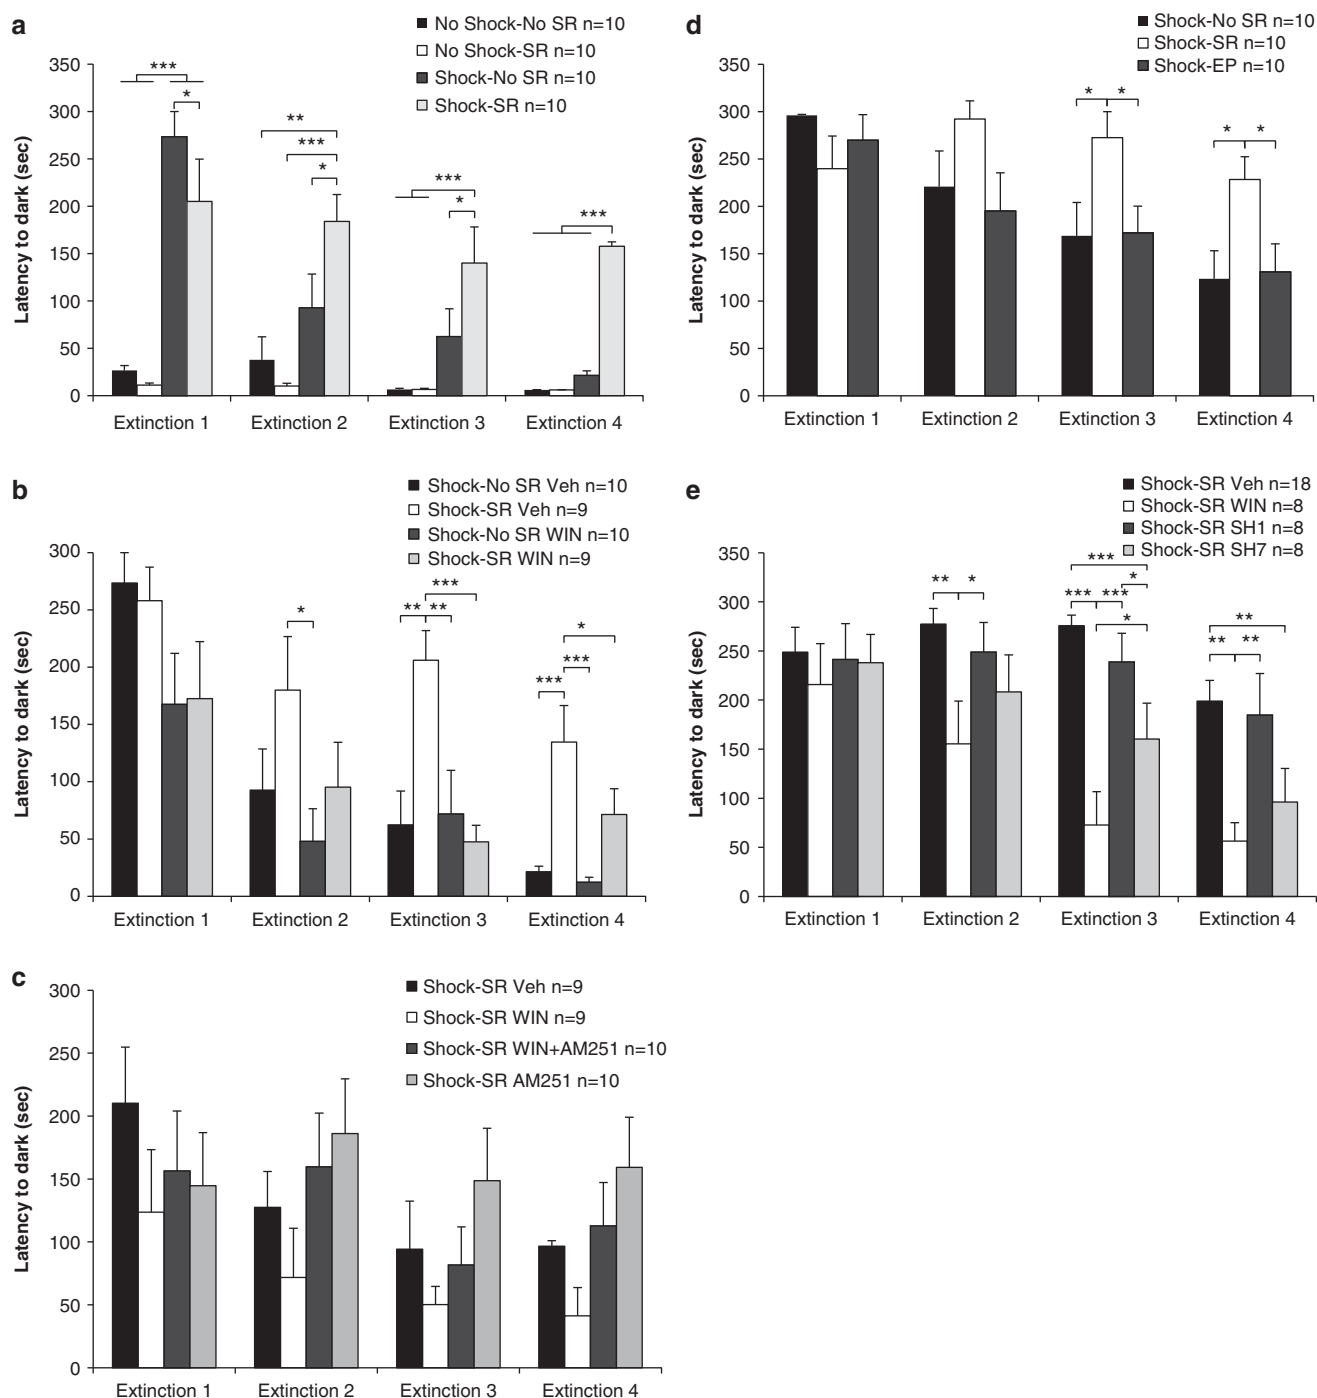 a
No Shock-No SR n=10
No Shock-SR n=10
Shock-No SR n=10
Shock-SR n=10
Latency to dark (sec)
350
300
250
200
150
100
50
0
***
*
**
***
*
***
*
***
Extinction 1
Extinction 2
Extinction 3
Extinction 4
b
Shock-No SR Veh n=10
Shock-SR Veh n=9
Shock-No SR WIN n=10
Shock-SR WIN n=9
Latency to dark (sec)
300
250
200
150
100
50
0
*
***
** **
*
***
***
Extinction 1
Extinction 2
Extinction 3
Extinction 4
c
Shock-SR Veh n=9
Shock-SR WIN n=9
Shock-SR WIN+AM251 n=10
Shock-SR AM251 n=10
Latency to dark (sec)
300
250
200
150
100
50
0
Extinction 1
Extinction 2
Extinction 3
Extinction 4
d
Shock-No SR n=10
Shock-SR n=10
Shock-EP n=10
Latency to dark (sec)
350
300
250
200
150
100
50
0
* *
* *
Extinction 1
Extinction 2
Extinction 3
Extinction 4
e
Shock-SR Veh n=18
Shock-SR WIN n=8
Shock-SR SH1 n=8
Shock-SR SH7 n=8
Latency to dark (sec)
350
300
250
200
150
100
50
0
** *
***
*
*** ***
*
**
** **
Extinction 1
Extinction 2
Extinction 3
Extinction 4